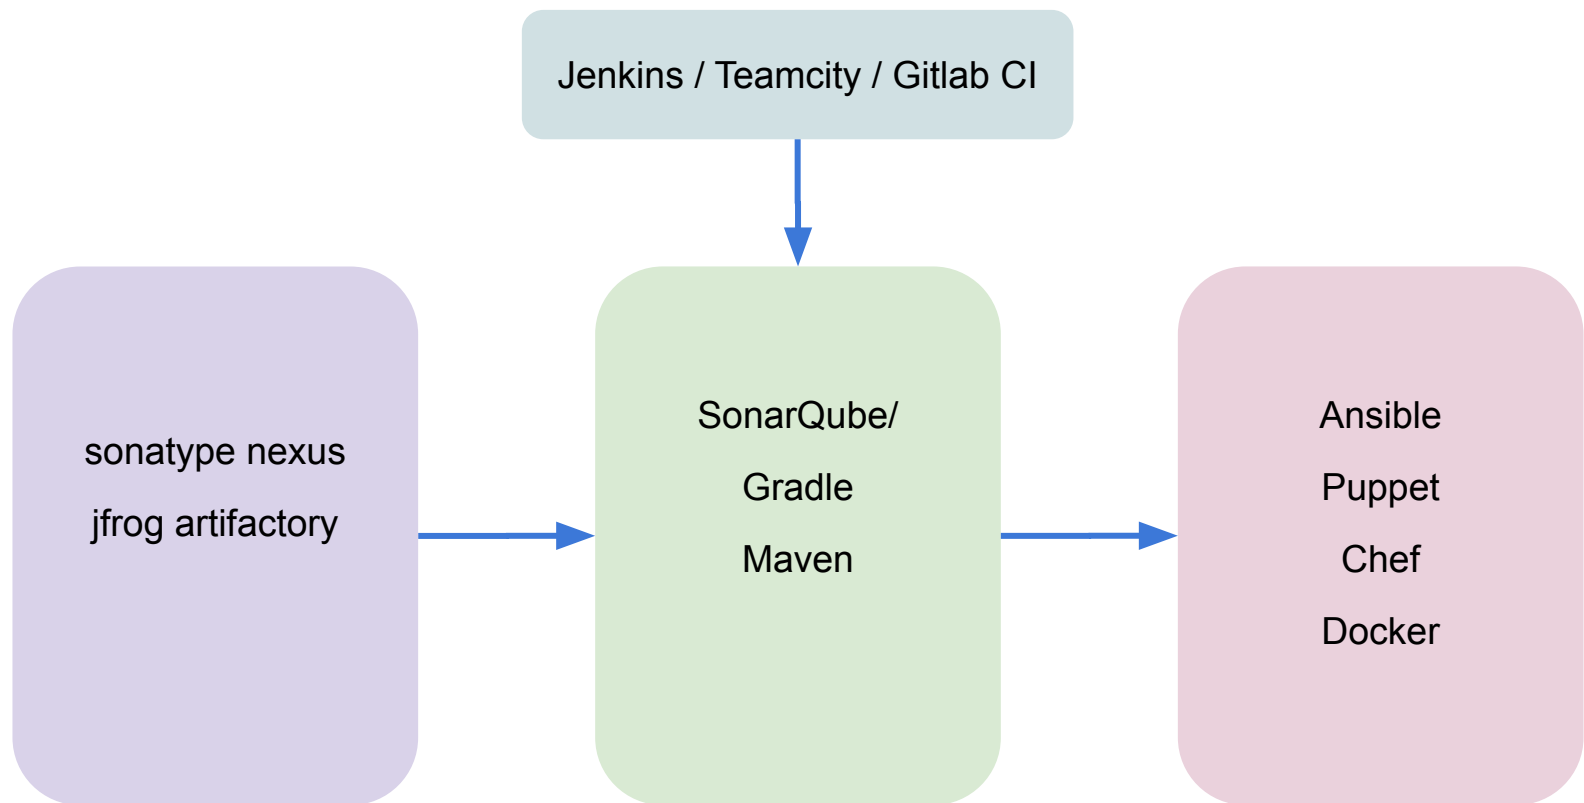 Jenkins / Teamcity / Gitlab CI
sonatype nexus
jfrog artifactory
SonarQube/
Gradle
Maven
Ansible
Puppet
Chef
Docker